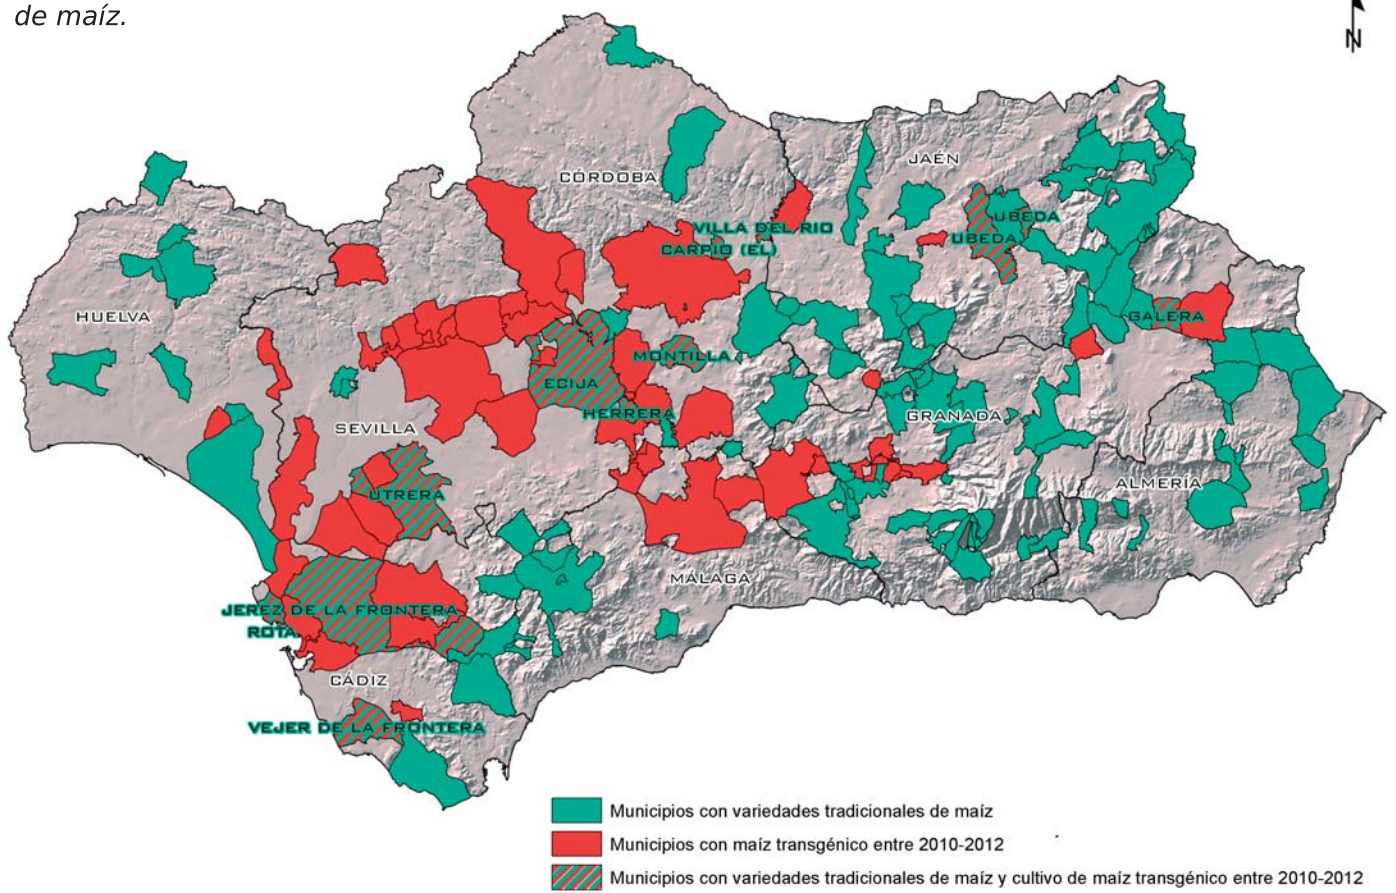 de maíz.
N
CÓRDOBA
JAÉN
VILLA DEL RIO
CARPIO (EL)
UBEDA
UBEDA
HUELVA
GALERA
MONTILLA
ECIJA
HERRERA
SEVILLA
GRANADA
UTRERA
ALMERÍA
MÁLAGA
JEREZ DE LA FRONTERA
ROTA
CÁDIZ
VEJER DE LA FRONTERA
Municipios con variedades tradicionales de maíz
Municipios con maíz transgénico entre 2010-2012
Municipios con variedades tradicionales de maíz y cultivo de maíz transgénico entre 2010-2012